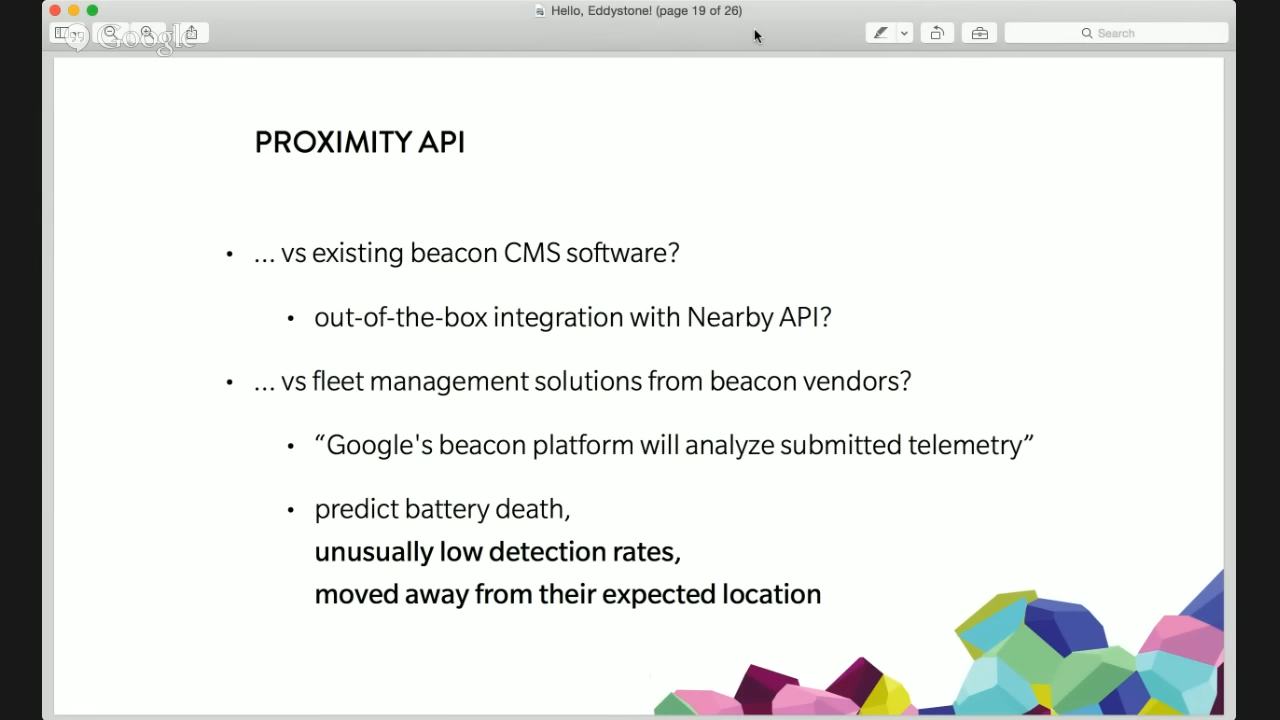 Hello, Eddystone! (page 19 of 26)
Google
Search
PROXIMITY API
• ... vs existing beacon CMS software?
• out-of-the-box integration with Nearby API?
• ... vs fleet management solutions from beacon vendors?
• “Google's beacon platform will analyze submitted telemetry”
• predict battery death,
unusually low detection rates,
moved away from their expected location